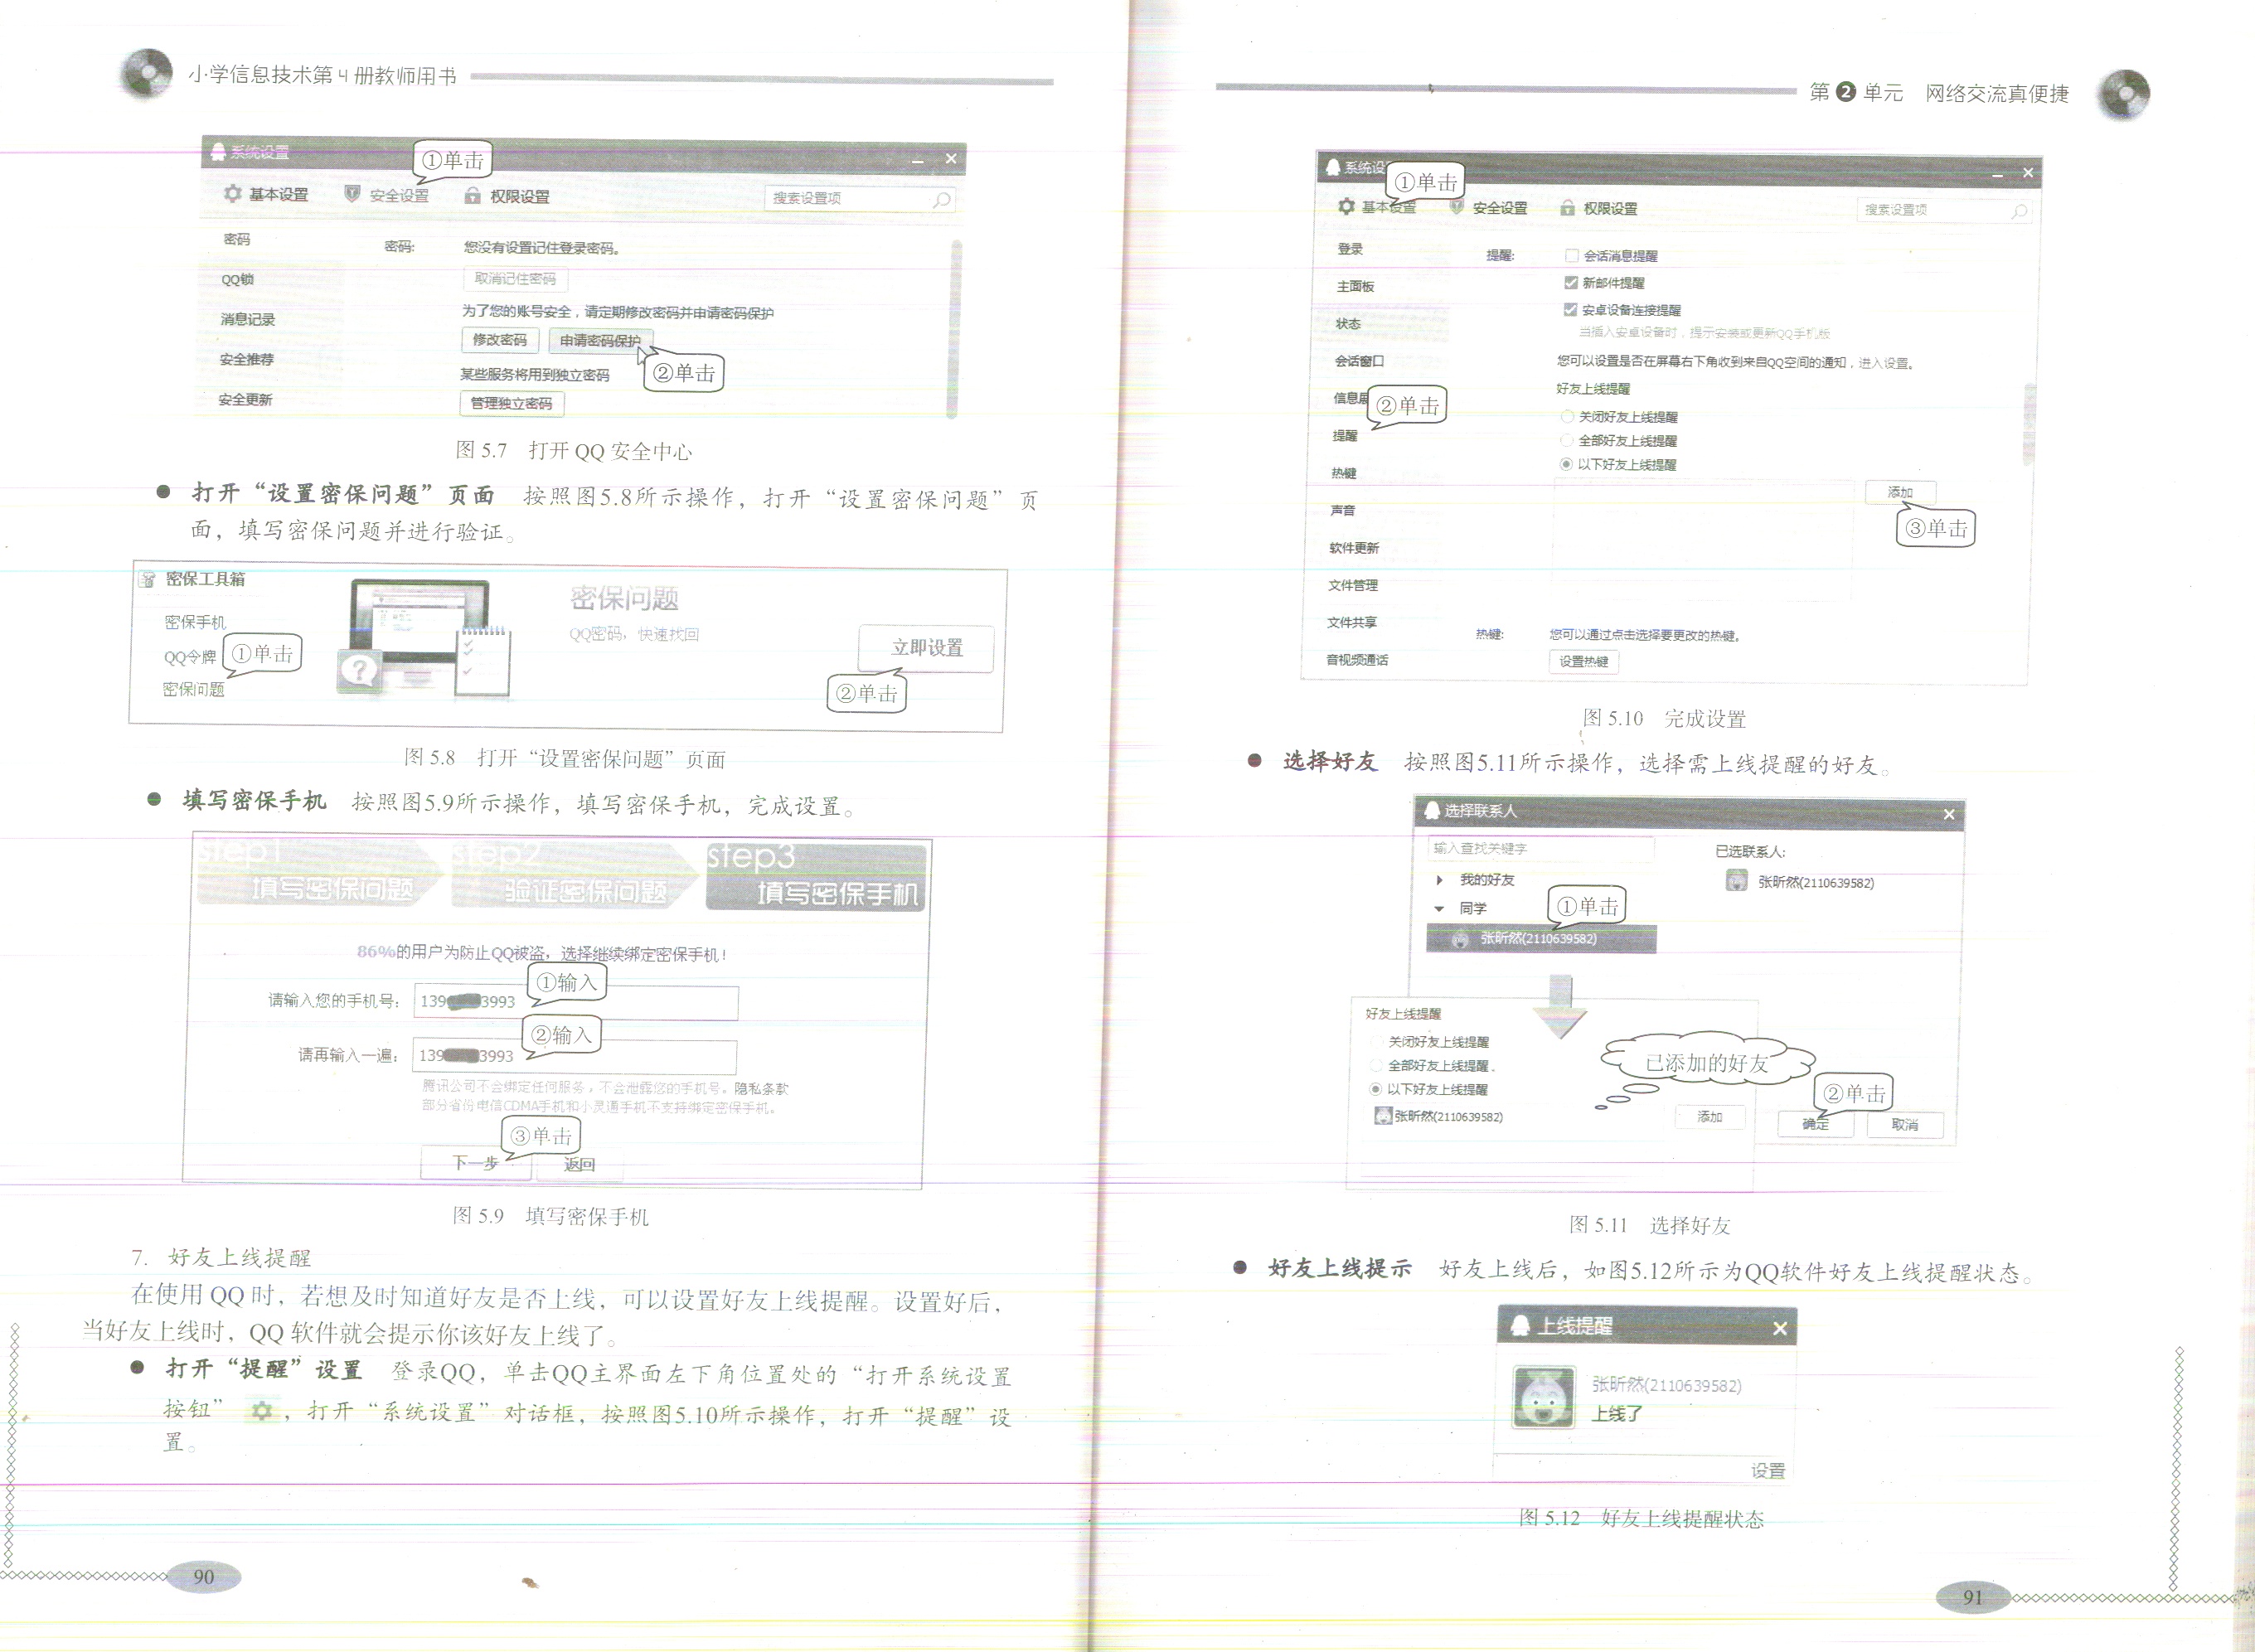 小学信息技术第4册教师用书
系统设置
①单击
基本设置 安全设置 权限设置 搜索设置项
密码 密码: 您没有设置记住登录密码。
QQ锁 取消记住密码
消息记录 为了您的账号安全，请定期修改密码并申请密码保护
修改密码 申请密码保护
安全推荐 某些服务将用到独立密码 ②单击
安全更新 管理独立密码
图 5.7 打开 QQ 安全中心
● 打开“设置密保问题”页面 按照图5.8所示操作，打开“设置密保问题”页
面，填写密保问题并进行验证。
密保工具箱
密保问题
密保手机 QQ密码，快速找回
QQ令牌 ①单击 立即设置
密保问题 ②单击
图 5.8 打开“设置密保问题”页面
● 填写密保手机 按照图5.9所示操作，填写密保手机，完成设置。
step1 step2 step3
填写密保问题 验证密保问题 填写密保手机
86%的用户为防止QQ被盗，选择继续绑定密保手机！
①输入
请输入您的手机号： 139 3993
②输入
请再输入一遍： 139 3993
腾讯公司不会绑定任何服务，不会泄露您的手机号。隐私条款
部分省份电信CDMA手机和小灵通手机不支持绑定密保手机。
③单击
下一步 返回
图 5.9 填写密保手机
7. 好友上线提醒
在使用 QQ 时，若想及时知道好友是否上线，可以设置好友上线提醒。设置好后，
当好友上线时，QQ 软件就会提示你该好友上线了。
● 打开“提醒”设置 登录QQ，单击QQ主界面左下角位置处的“打开系统设置
按钮” ，打开“系统设置”对话框，按照图5.10所示操作，打开“提醒”设
置。
90
第2单元 网络交流真便捷
系统设
①单击
基本设置 安全设置 权限设置 搜索设置项
登录 提醒: 会话消息提醒
主面板 新邮件提醒
状态 安卓设备连接提醒
当插入安卓设备时，提示安装或更新QQ手机版
会话窗口 您可以设置是否在屏幕右下角收到来自QQ空间的通知，进入设置。
信息展 ②单击 好友上线提醒
关闭好友上线提醒
提醒 全部好友上线提醒
热键 以下好友上线提醒
声音 添加
③单击
软件更新
文件管理
文件共享 热键: 您可以通过点击选择要更改的热键。
音视频通话 设置热键
图 5.10 完成设置
● 选择好友 按照图5.11所示操作，选择需上线提醒的好友。
选择联系人
输入查找关键字 已选联系人:
我的好友 张昕然(2110639582)
同学 ①单击
张昕然(2110639582)
好友上线提醒
关闭好友上线提醒
全部好友上线提醒 已添加的好友
以下好友上线提醒 ②单击
张昕然(2110639582) 添加 确定 取消
图 5.11 选择好友
● 好友上线提示 好友上线后，如图5.12所示为QQ软件好友上线提醒状态。
上线提醒
张昕然(2110639582)
上线了
设置
图 5.12 好友上线提醒状态
91